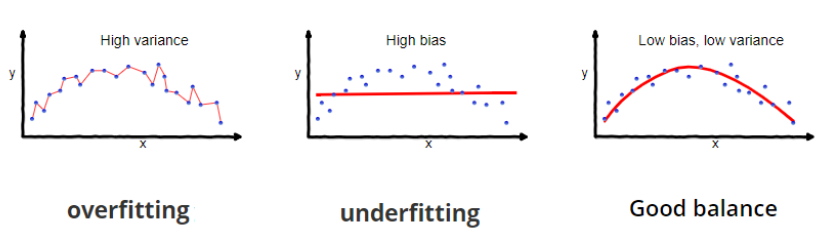 High variance
y
x
overfitting
High bias
y
x
underfitting
Low bias, low variance
y
x
Good balance